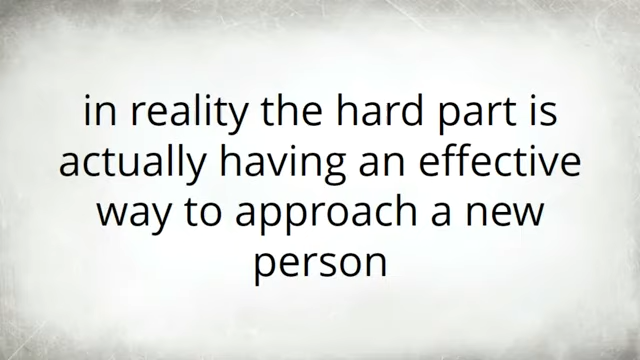 in reality the hard part is
actually having an effective
way to approach a new
person